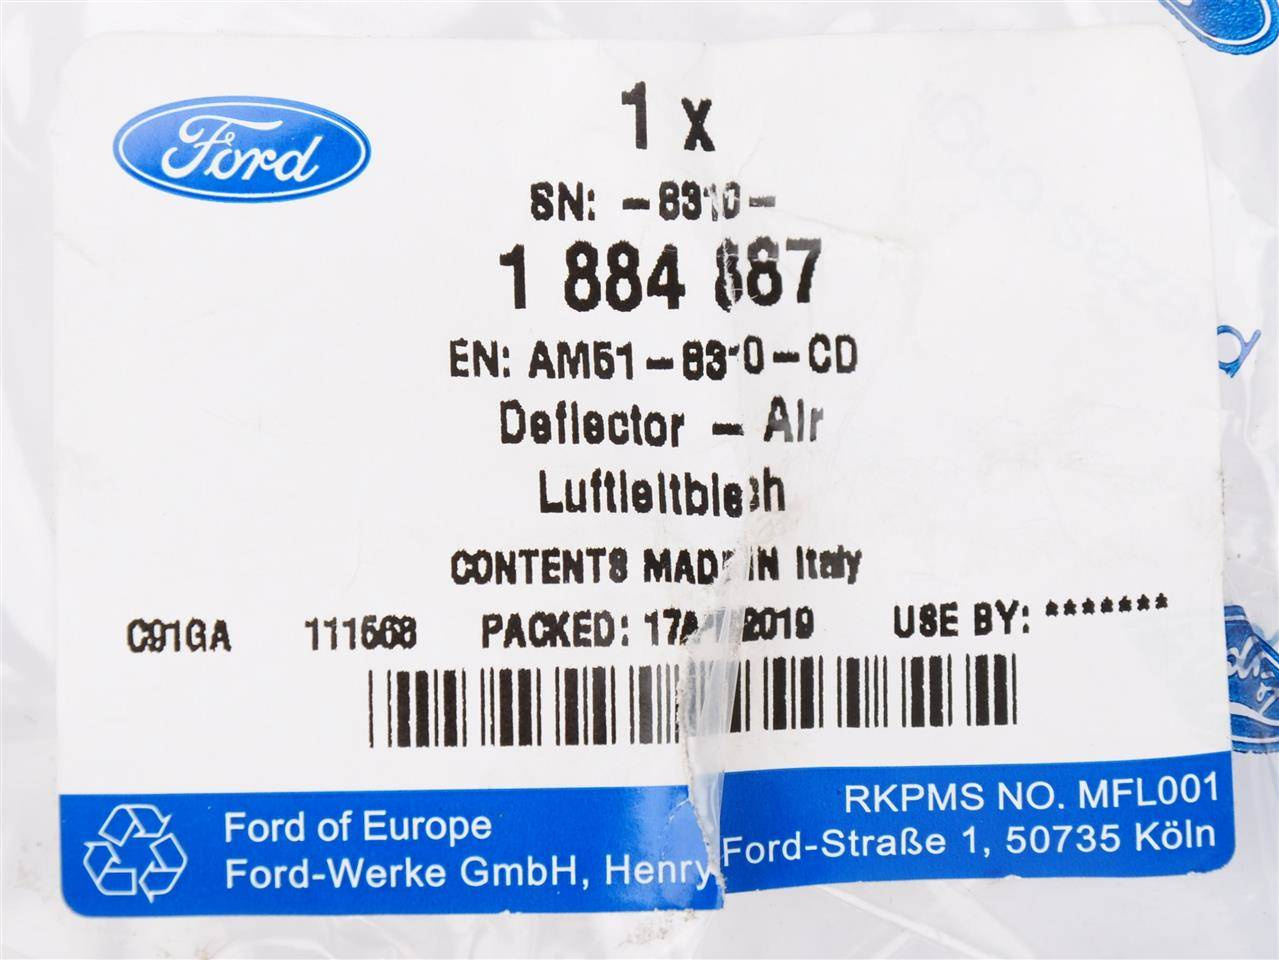 Ford
1 x
SN: -8310-
1 884 887
EN: AM51-8310-CD
Deflector - Air
Luftleitblech
CONTENTS MADE IN Italy
C91GA 111568 PACKED: 2019 USE BY: *******
RKPMS NO. MFL001
Ford of Europe
Ford-Werke GmbH, Henry Ford-Straße 1, 50735 Köln